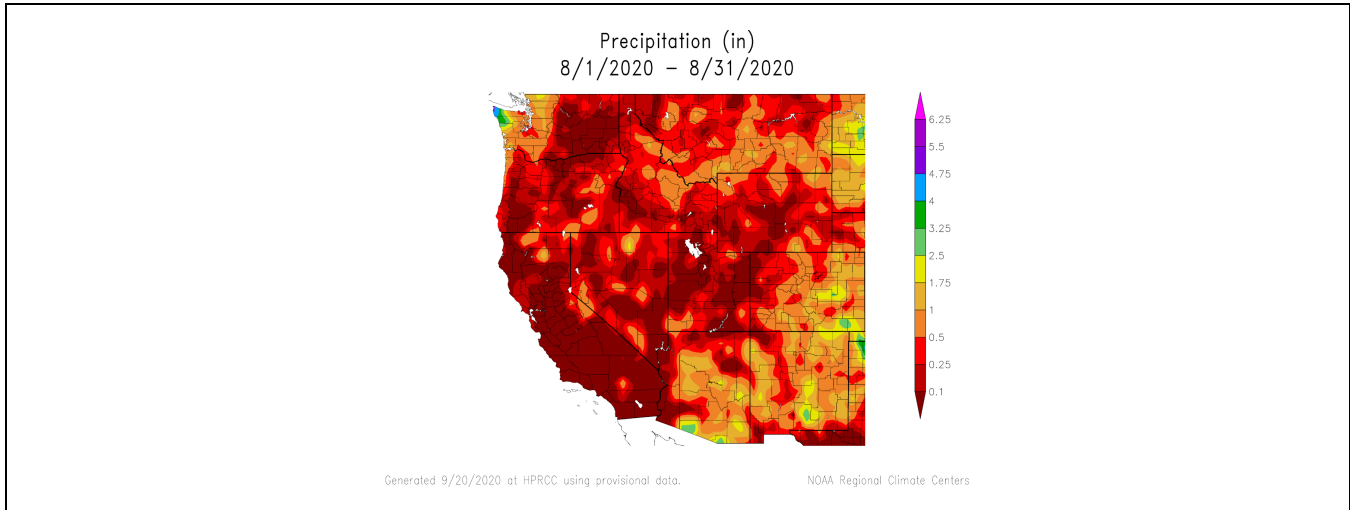 Precipitation (in)
8/1/2020 – 8/31/2020
6.25
5.5
4.75
4
3.25
2.5
1.75
1
0.5
0.25
0.1
Generated 9/20/2020 at HPRCC using provisional data.
NOAA Regional Climate Centers